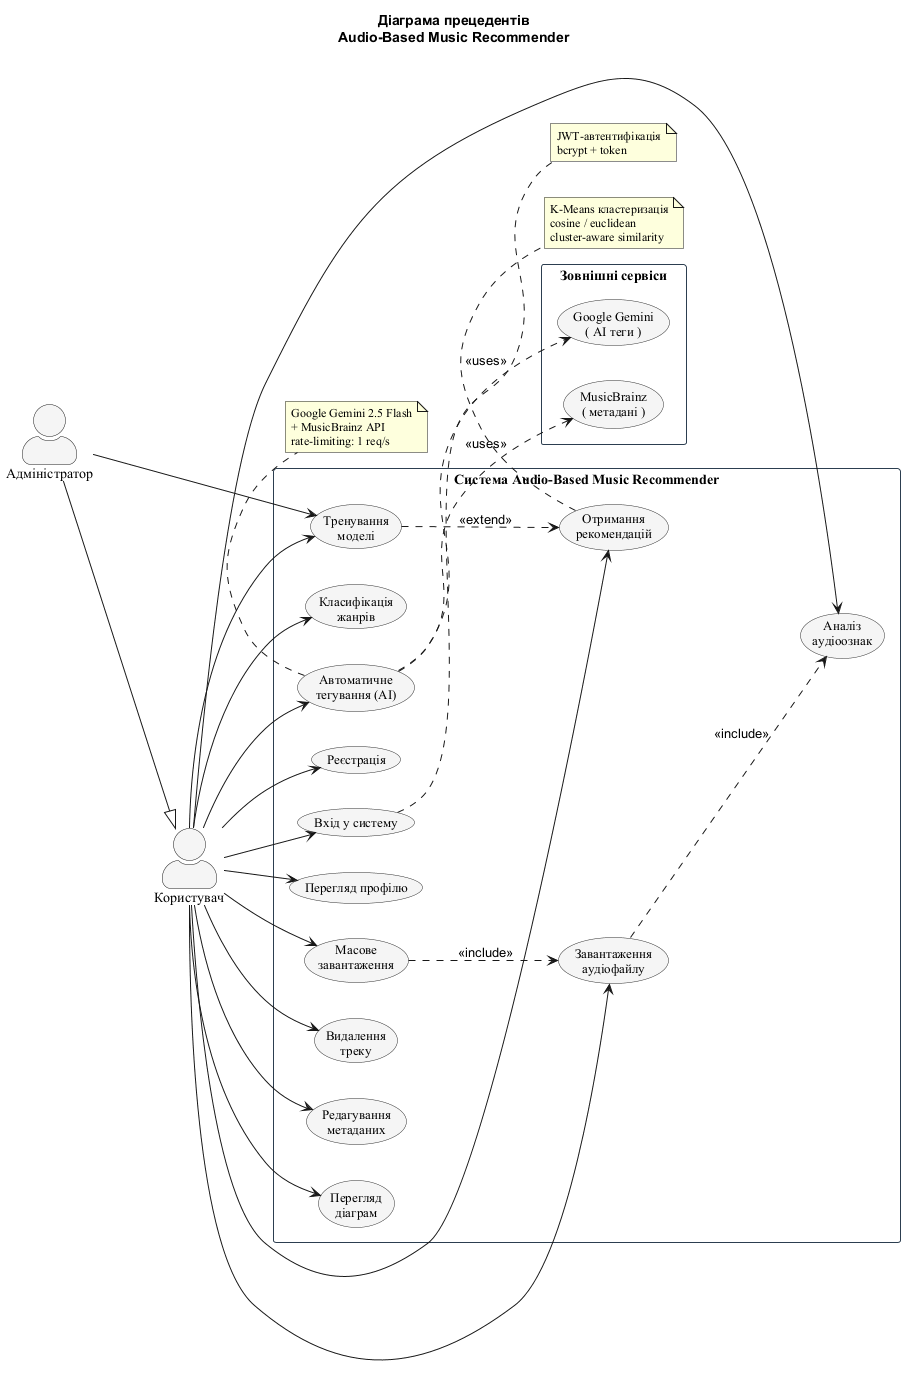 Діаграма прецедентів
Audio-Based Music Recommender
JWT-автентифікація
bcrypt + token
K-Means кластеризація
cosine / euclidean
cluster-aware similarity
Зовнішні сервіси
Google Gemini
( AI теги )
«uses»
MusicBrainz
( метадані )
«uses»
Google Gemini 2.5 Flash
+ MusicBrainz API
rate-limiting: 1 req/s
Адміністратор
Система Audio-Based Music Recommender
Тренування
моделі
«extend»
Отримання
рекомендацій
Класифікація
жанрів
Аналіз
аудіоознак
Автоматичне
тегування (AI)
«include»
Реєстрація
Вхід у систему
Користувач
Перегляд профілю
Масове
завантаження
«include»
Завантаження
аудіофайлу
Видалення
треку
Редагування
метаданих
Перегляд
діаграм